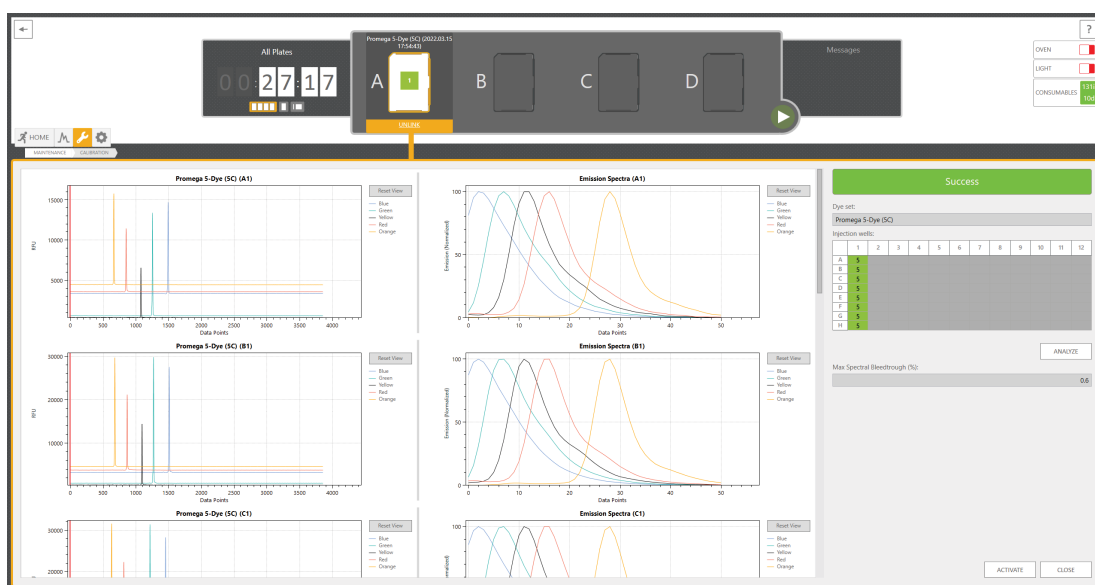 ?
All Plates
00:27:17
Promega 5-Dye (5C) (2022.03.15
17:54:43)
A
1
B
C
D
UNLINK
Messages
OVEN
LIGHT
CONSUMABLES
10d
HOME
MAINTENANCE
CALIBRATION
Promega 5-Dye (5C) (A1)
Reset View
RFU
15000
10000
5000
0 500 1000 1500 2000 2500 3000 3500 4000
Data Points
Blue
Green
Yellow
Red
Orange
Emission Spectra (A1)
Reset View
Emission (Normalized)
100
50
0
0 10 20 30 40 50
Data Points
Blue
Green
Yellow
Red
Orange
Promega 5-Dye (5C) (B1)
Reset View
RFU
30000
20000
10000
0 500 1000 1500 2000 2500 3000 3500 4000
Data Points
Blue
Green
Yellow
Red
Orange
Emission Spectra (B1)
Reset View
Emission (Normalized)
100
50
0
0 10 20 30 40 50
Data Points
Blue
Green
Yellow
Red
Orange
Promega 5-Dye (5C) (C1)
Reset View
30000
20000
Blue
Green
Yellow
Red
Orange
Emission Spectra (C1)
Reset View
100
50
Blue
Green
Yellow
Red
Orange
Success
Dye set:
Promega 5-Dye (5C)
Injection wells:
1 2 3 4 5 6 7 8 9 10 11 12
A S
B S
C S
D S
E S
F S
G S
H S
ANALYZE
Max Spectral Bleedtrough (%):
0.6
ACTIVATE
CLOSE